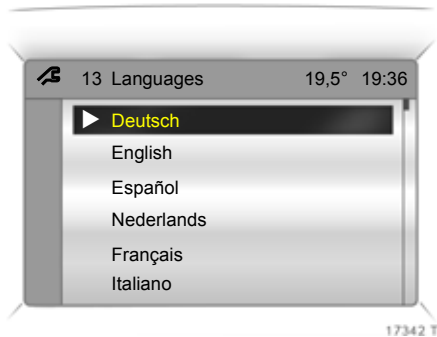 13 Languages 19,5° 19:36
Deutsch
English
Español
Nederlands
Français
Italiano
17342 T